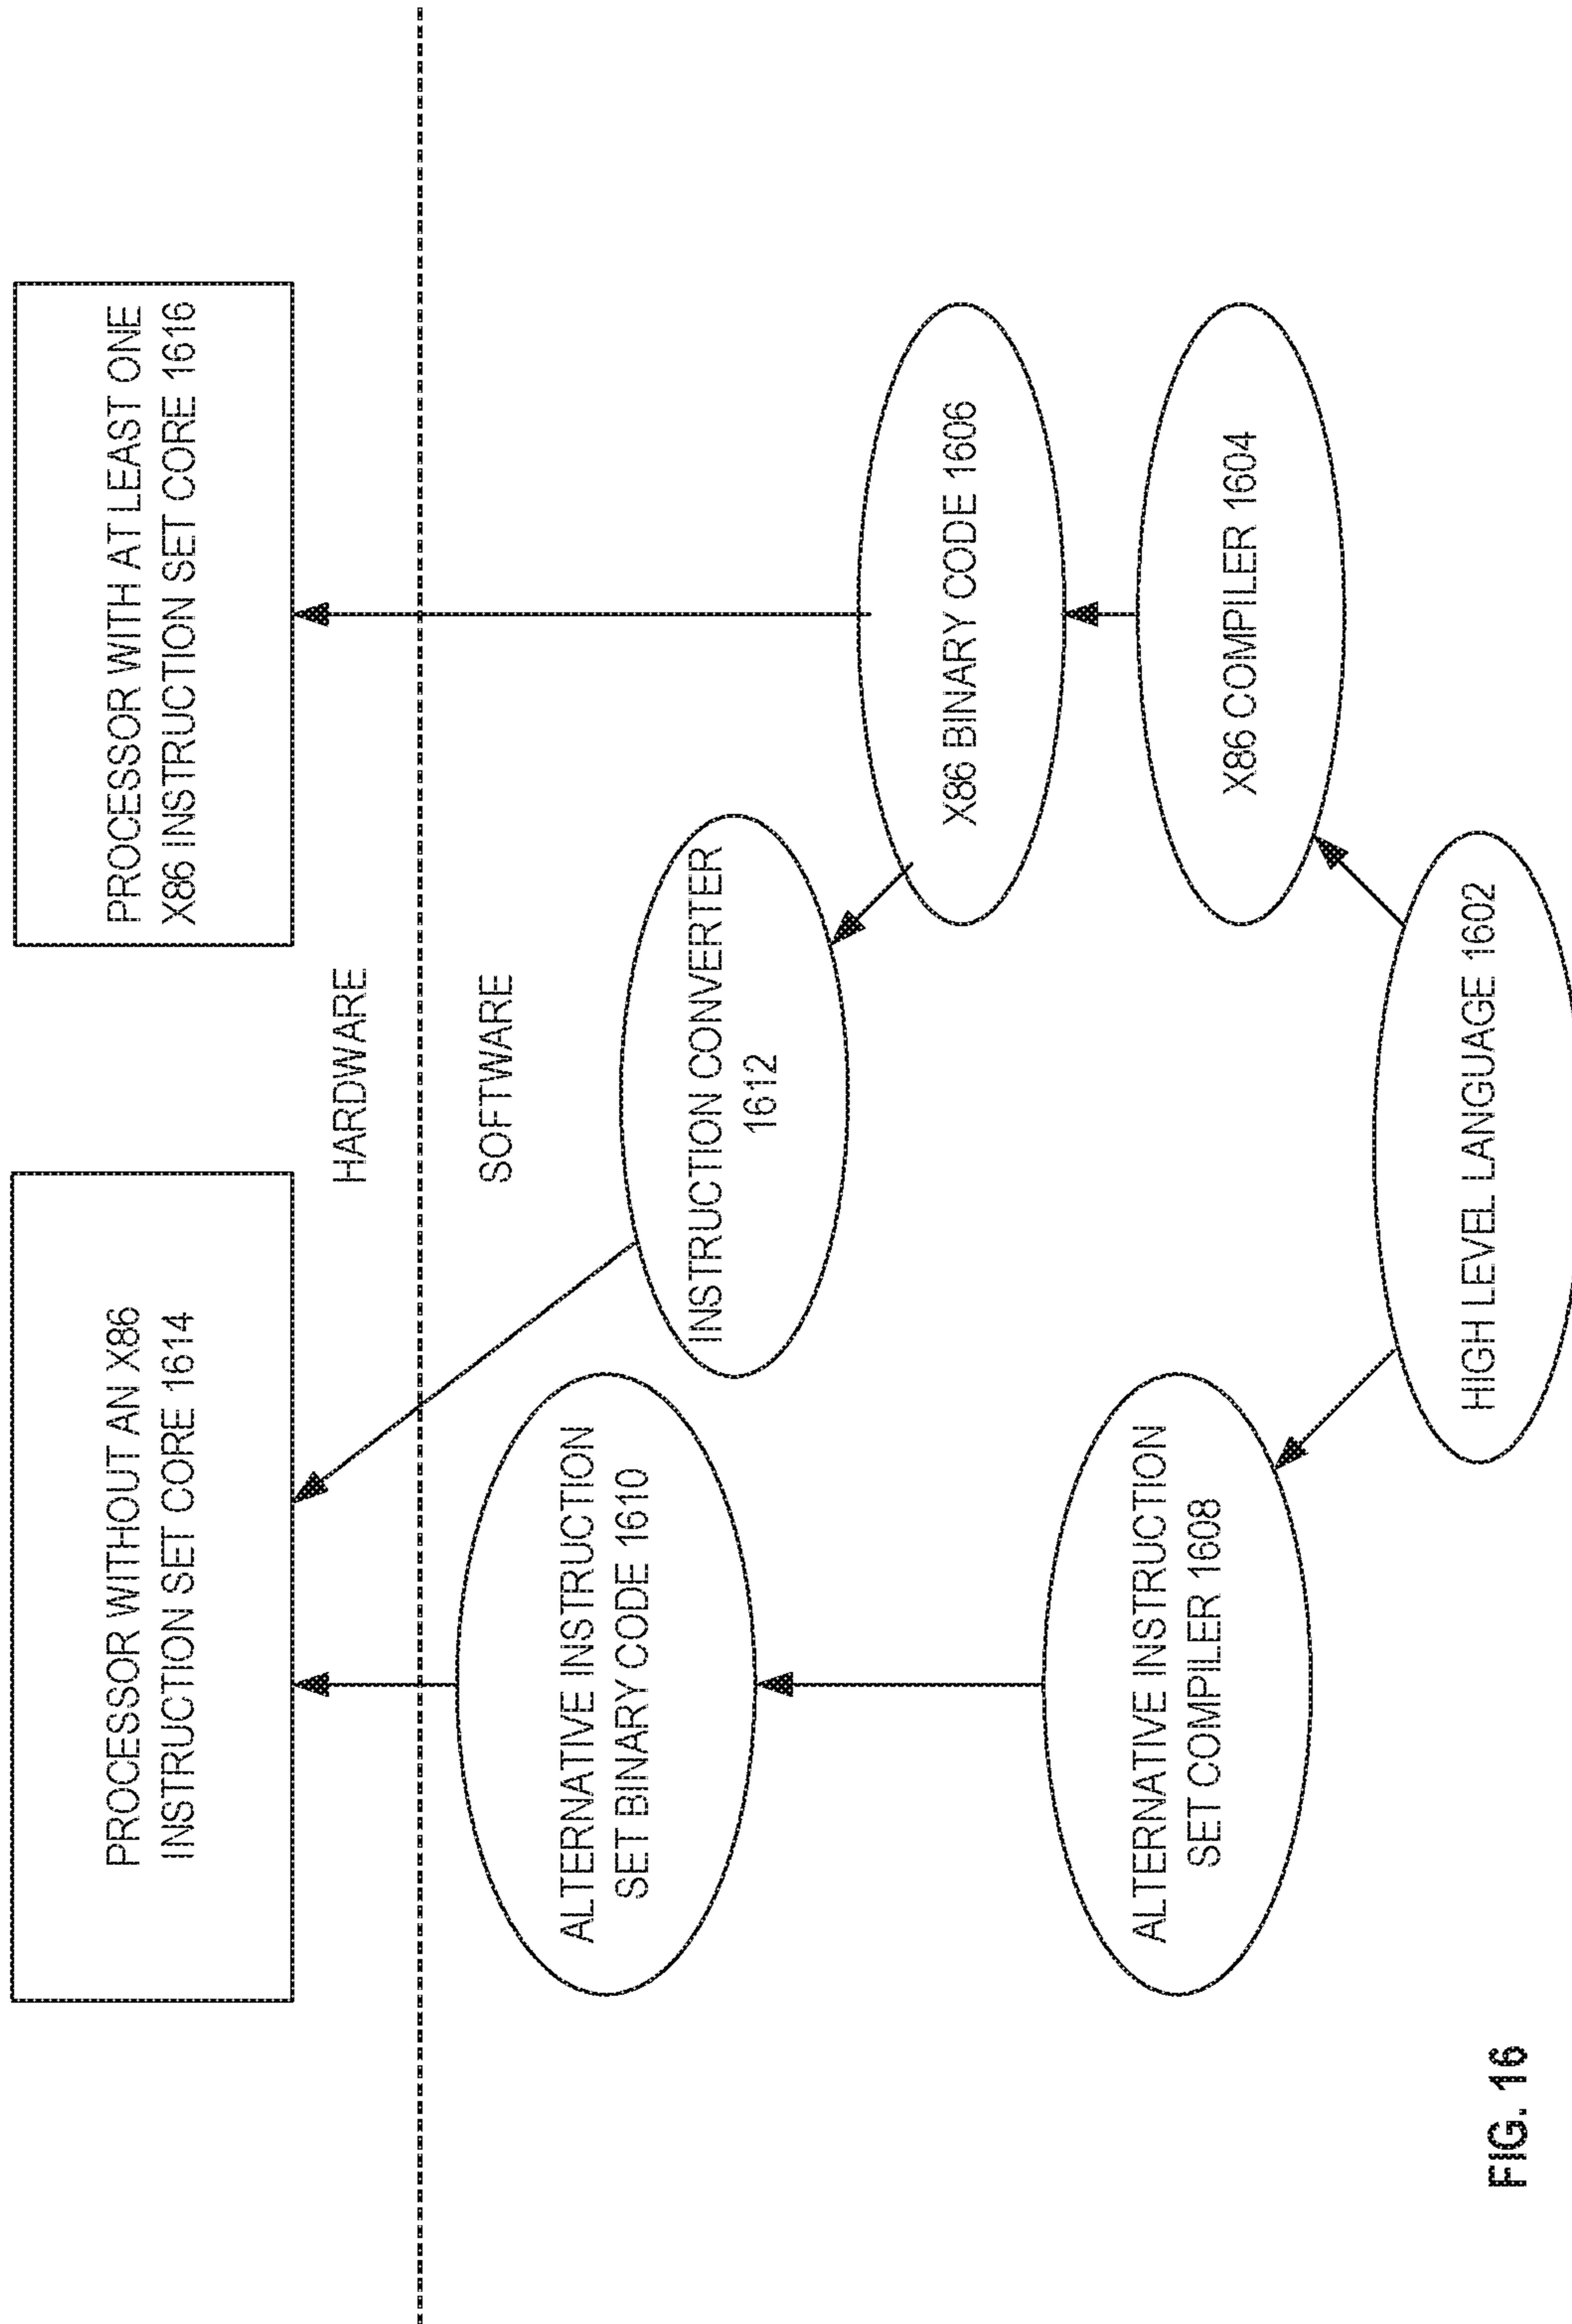 PROCESSOR WITHOUT AN X86
INSTRUCTION SET CORE 1614
PROCESSOR WITH AT LEAST ONE
X86 INSTRUCTION SET CORE 1616
HARDWARE
SOFTWARE
ALTERNATIVE INSTRUCTION
SET BINARY CODE 1610
INSTRUCTION CONVERTER
1612
X86 BINARY CODE 1606
ALTERNATIVE INSTRUCTION
SET COMPILER 1608
X86 COMPILER 1604
HIGH LEVEL LANGUAGE 1602
FIG. 16